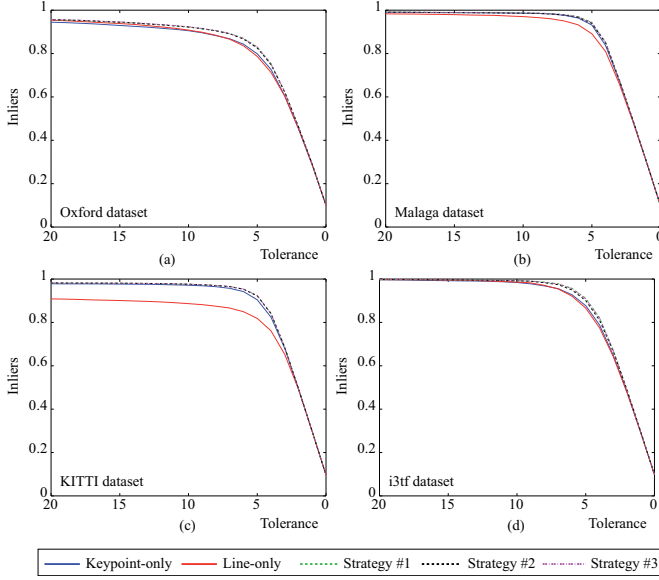 1
0.8
0.6
0.4
0.2
0
Inliers
Oxford dataset
20 15 10 5 0
Tolerance
(a)
1
0.8
0.6
0.4
0.2
0
Inliers
Malaga dataset
20 15 10 5 0
Tolerance
(b)
1
0.8
0.6
0.4
0.2
0
Inliers
KITTI dataset
20 15 10 5 0
Tolerance
(c)
1
0.8
0.6
0.4
0.2
0
Inliers
i3tf dataset
20 15 10 5 0
Tolerance
(d)
Keypoint-only Line-only Strategy #1 Strategy #2 Strategy #3